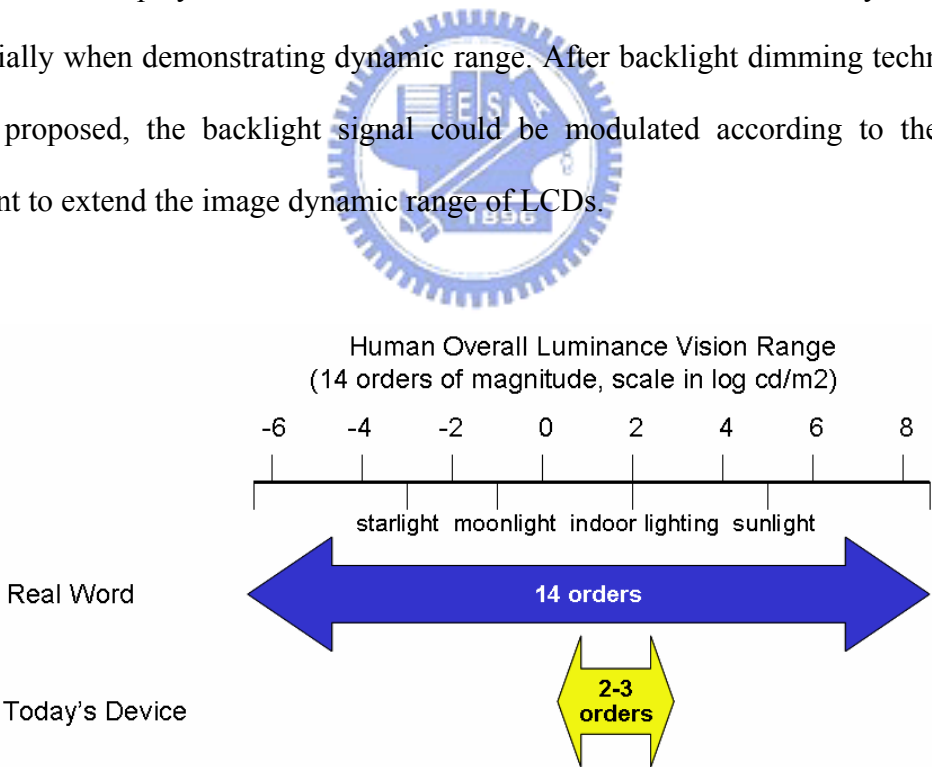 ially when demonstrating dynamic range. After backlight dimming techn
proposed, the backlight signal could be modulated according to the
nt to extend the image dynamic range of LCDs.
E S A
1896
Human Overall Luminance Vision Range
(14 orders of magnitude, scale in log cd/m2)
-6 -4 -2 0 2 4 6 8
starlight moonlight indoor lighting sunlight
Real Word
14 orders
2-3
orders
Today's Device